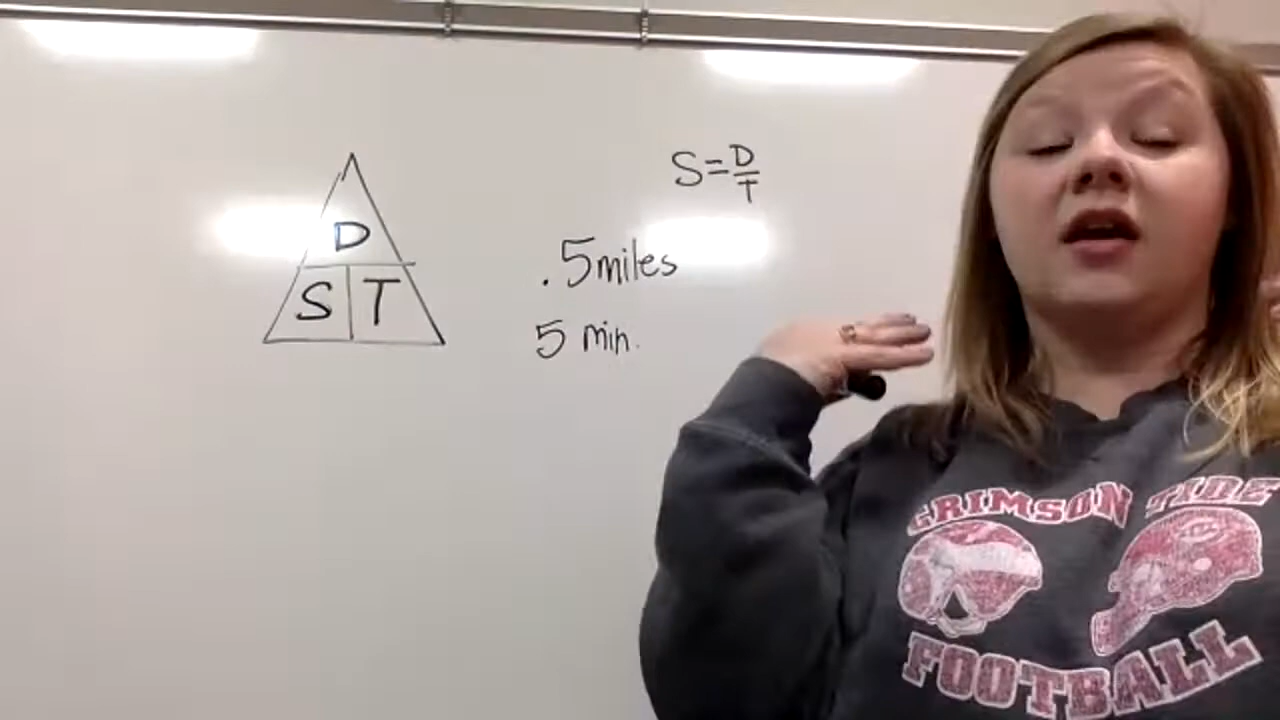 S=D/T
D
S T
.5miles
5 min.
CRIMSON TIDE
FOOTBALL